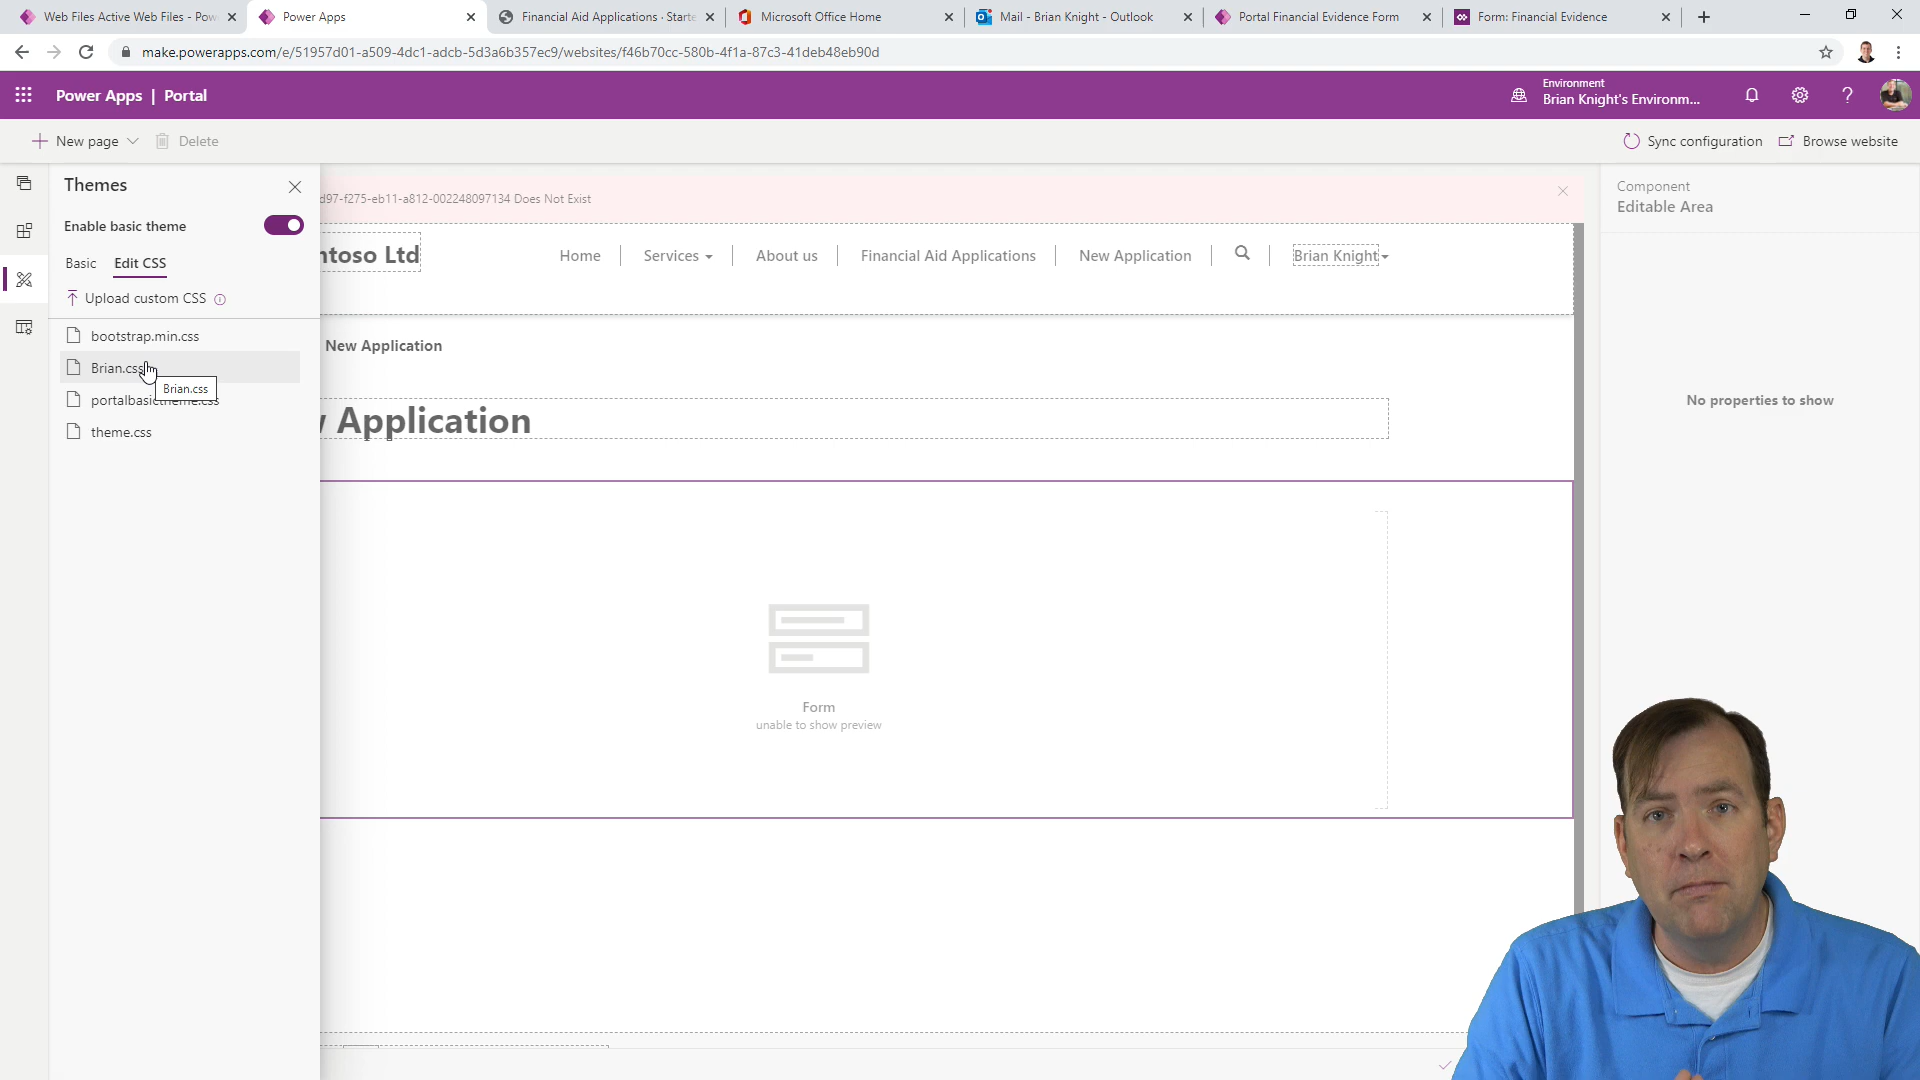 Web Files Active Web Files - Pow
Power Apps
Financial Aid Applications · Starte
Microsoft Office Home
Mail - Brian Knight - Outlook
Portal Financial Evidence Form
Form: Financial Evidence
make.powerapps.com/e/51957d01-a509-4dc1-adcb-5d3a6b357ec9/websites/f46b70cc-580b-4f1a-87c3-41deb48eb90d
Power Apps | Portal
Environment
Brian Knight's Environm...
New page
Delete
Sync configuration
Browse website
Themes
Enable basic theme
Basic
Edit CSS
Upload custom CSS
bootstrap.min.css
Brian.css
Brian.css
portalbasictheme.css
theme.css
d97-f275-eb11-a812-002248097134 Does Not Exist
ntoso Ltd
Home
Services
About us
Financial Aid Applications
New Application
Brian Knight
New Application
w Application
Form
unable to show preview
Component
Editable Area
No properties to show